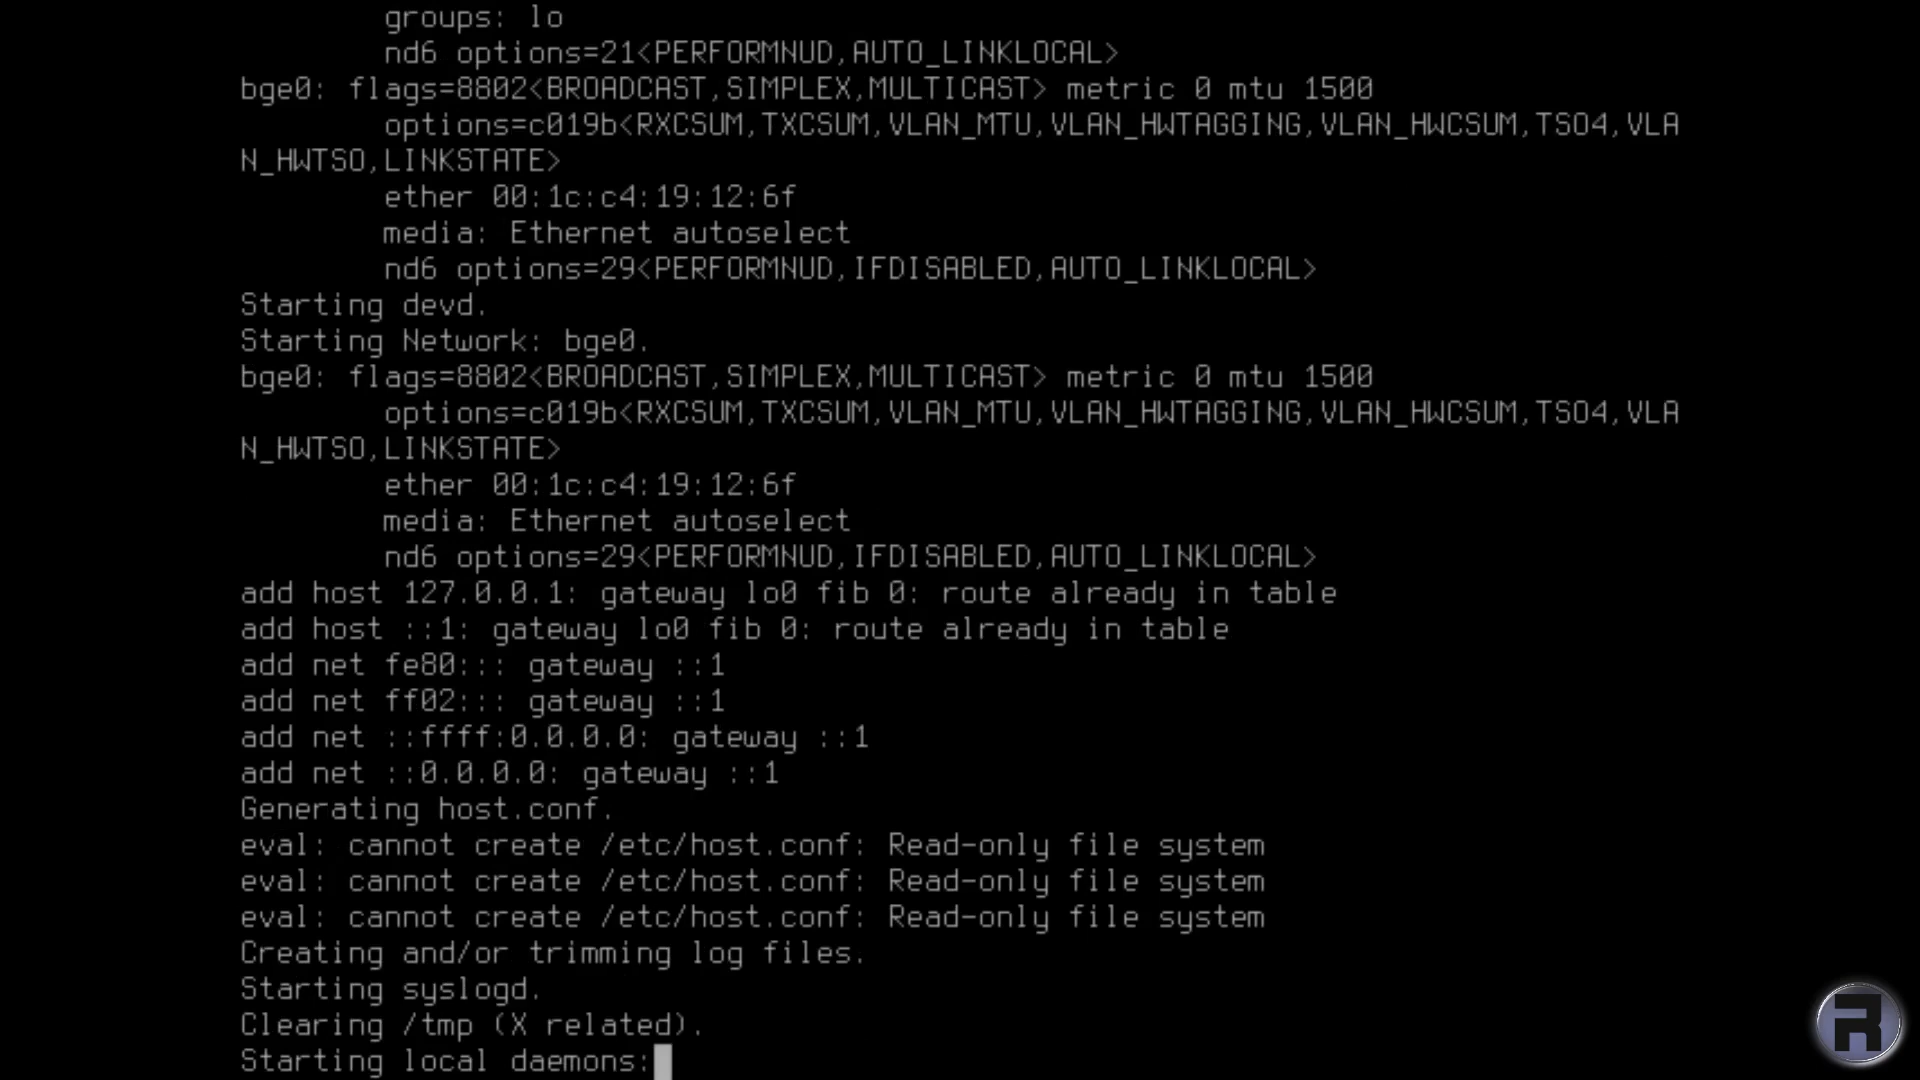 groups: lo
nd6 options=21<PERFORMNUD,AUTO_LINKLOCAL>
bge0: flags=8802<BROADCAST,SIMPLEX,MULTICAST> metric 0 mtu 1500
options=c019b<RXCSUM,TXCSUM,VLAN_MTU,VLAN_HWTAGGING,VLAN_HWCSUM,TSO4,VLA
N_HWTSO,LINKSTATE>
ether 00:1c:c4:19:12:6f
media: Ethernet autoselect
nd6 options=29<PERFORMNUD,IFDISABLED,AUTO_LINKLOCAL>
Starting devd.
Starting Network: bge0.
bge0: flags=8802<BROADCAST,SIMPLEX,MULTICAST> metric 0 mtu 1500
options=c019b<RXCSUM,TXCSUM,VLAN_MTU,VLAN_HWTAGGING,VLAN_HWCSUM,TSO4,VLA
N_HWTSO,LINKSTATE>
ether 00:1c:c4:19:12:6f
media: Ethernet autoselect
nd6 options=29<PERFORMNUD,IFDISABLED,AUTO_LINKLOCAL>
add host 127.0.0.1: gateway lo0 fib 0: route already in table
add host ::1: gateway lo0 fib 0: route already in table
add net fe80::: gateway ::1
add net ff02::: gateway ::1
add net ::ffff:0.0.0.0: gateway ::1
add net ::0.0.0.0: gateway ::1
Generating host.conf.
eval: cannot create /etc/host.conf: Read-only file system
eval: cannot create /etc/host.conf: Read-only file system
eval: cannot create /etc/host.conf: Read-only file system
Creating and/or trimming log files.
Starting syslogd.
Clearing /tmp (X related).
Starting local daemons:
R